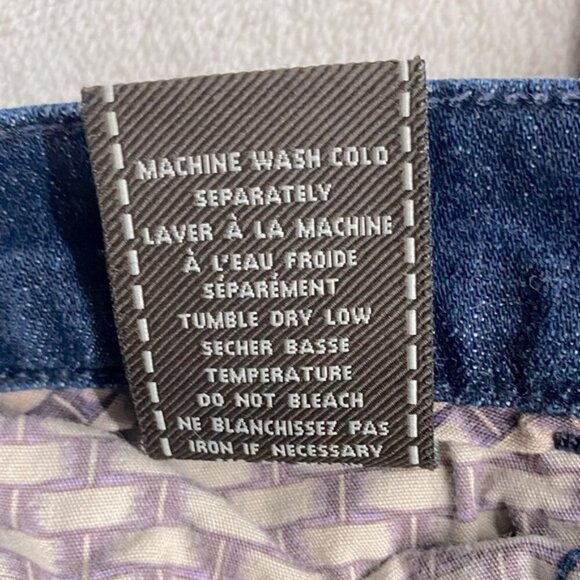 MACHINE WASH COLD
SEPARATELY
LAVER À LA MACHINE
À L'EAU FROIDE
SÉPARÉMENT
TUMBLE DRY LOW
SECHER BASSE
TEMPERATURE
DO NOT BLEACH
NE BLANCHISSEZ PAS
IRON IF NECESSARY